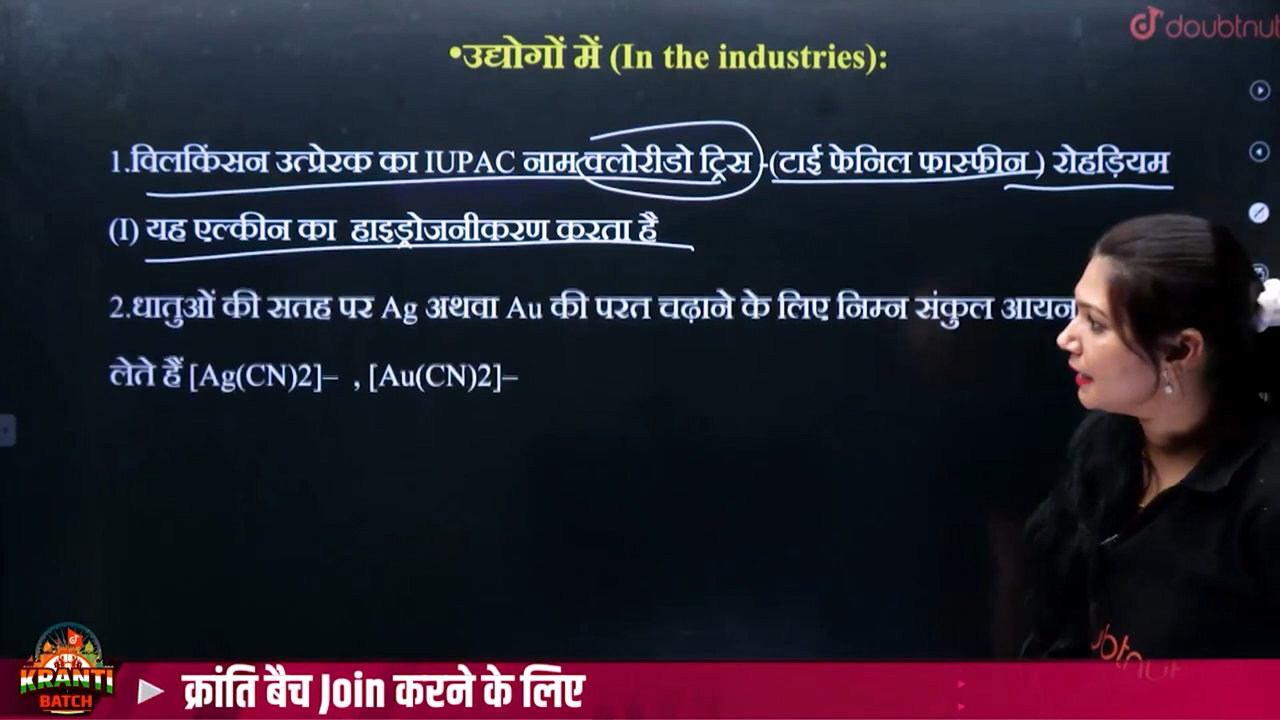 doubtnut
•उद्योगों में (In the industries):
1.विलकिंसन उत्प्रेरक का IUPAC नाम क्लोरीडो ट्रिस -(टाई फेनिल फास्फीन ) रोहड़ियम
(I) यह एल्कीन का हाइड्रोजनीकरण करता है
2.धातुओं की सतह पर Ag अथवा Au की परत चढ़ाने के लिए निम्न संकुल आयन
लेते हैं [Ag(CN)2]– , [Au(CN)2]–
KRANTI
BATCH
क्रांति बैच Join करने के लिए